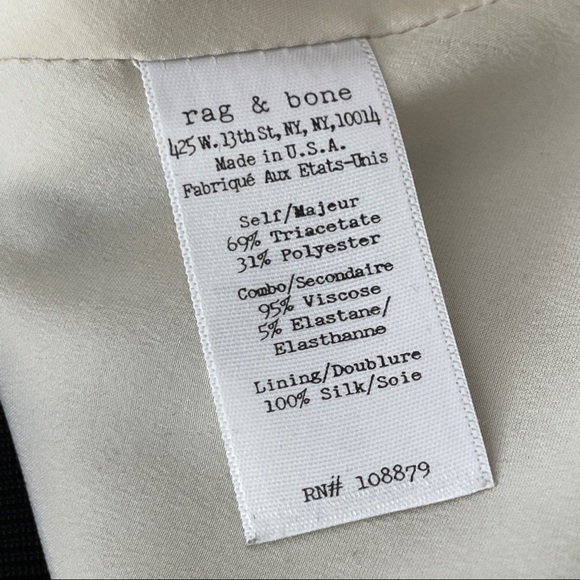 rag & bone
425 W. 13th St, NY, NY, 10014
Made in U.S.A.
Fabriqué Aux Etats-Unis
Self/Majeur
69% Triacetate
31% Polyester
Combo/Secondaire
95% Viscose
5% Elastane/
Elasthanne
Lining/Doublure
100% Silk/Soie
RN# 108879